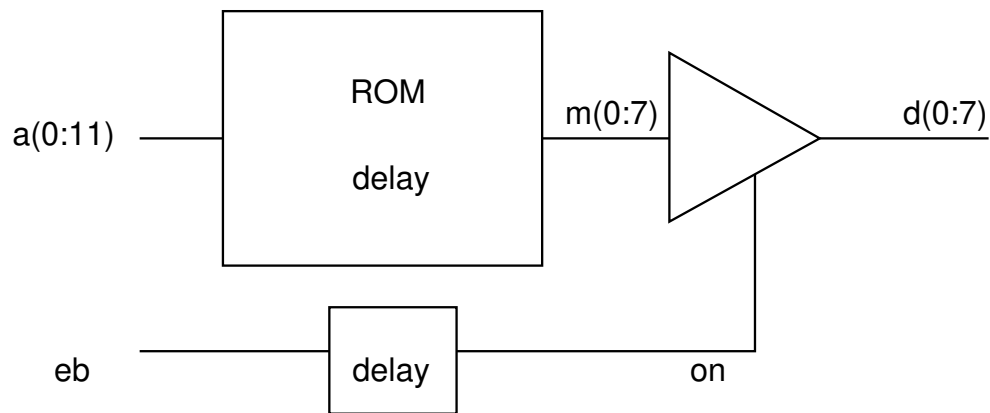 ROM
m(0:7)
d(0:7)
a(0:11)
delay
eb
delay
on